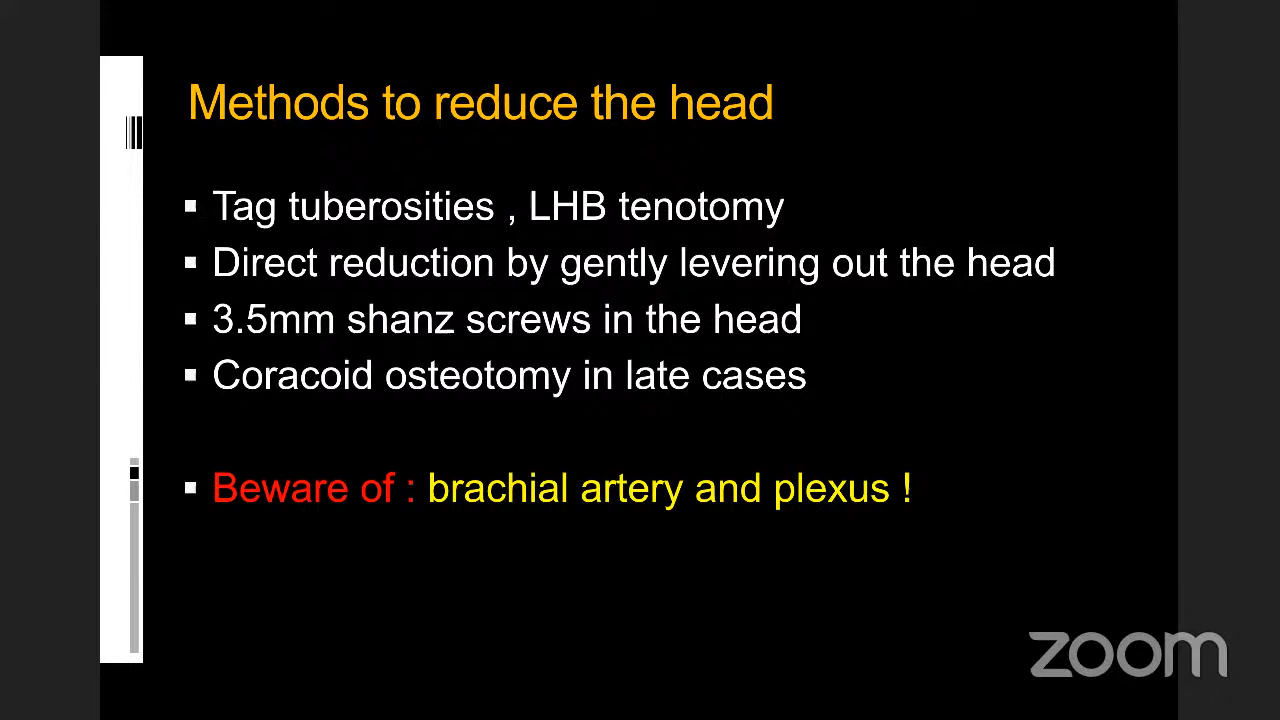 Methods to reduce the head
▪ Tag tuberosities , LHB tenotomy
▪ Direct reduction by gently levering out the head
▪ 3.5mm shanz screws in the head
▪ Coracoid osteotomy in late cases
▪ Beware of : brachial artery and plexus !
zoom